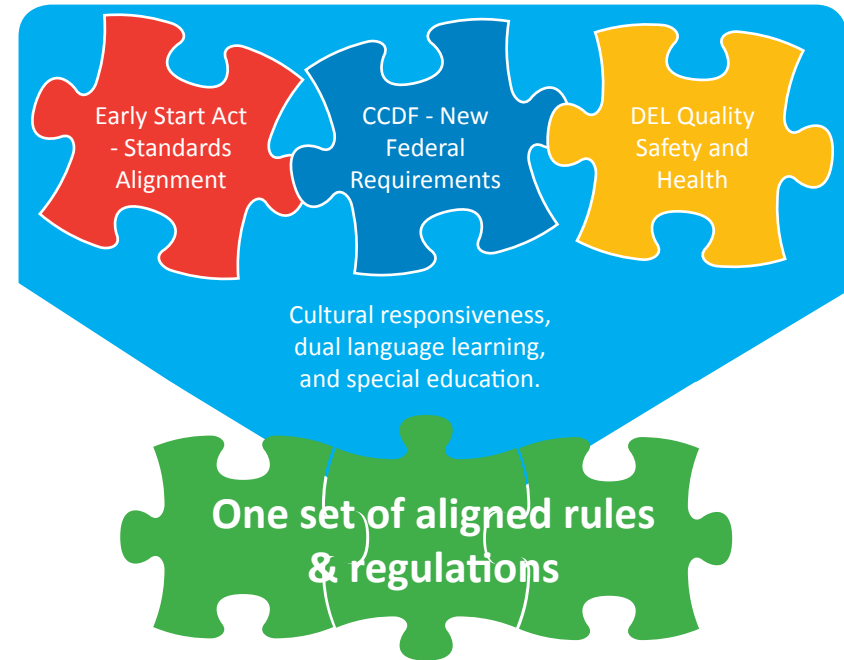 Early Start Act
- Standards
Alignment
CCDF - New
Federal
Requirements
DEL Quality
Safety and
Health
Cultural responsiveness,
dual language learning,
and special education.
One set of aligned rules
& regulations